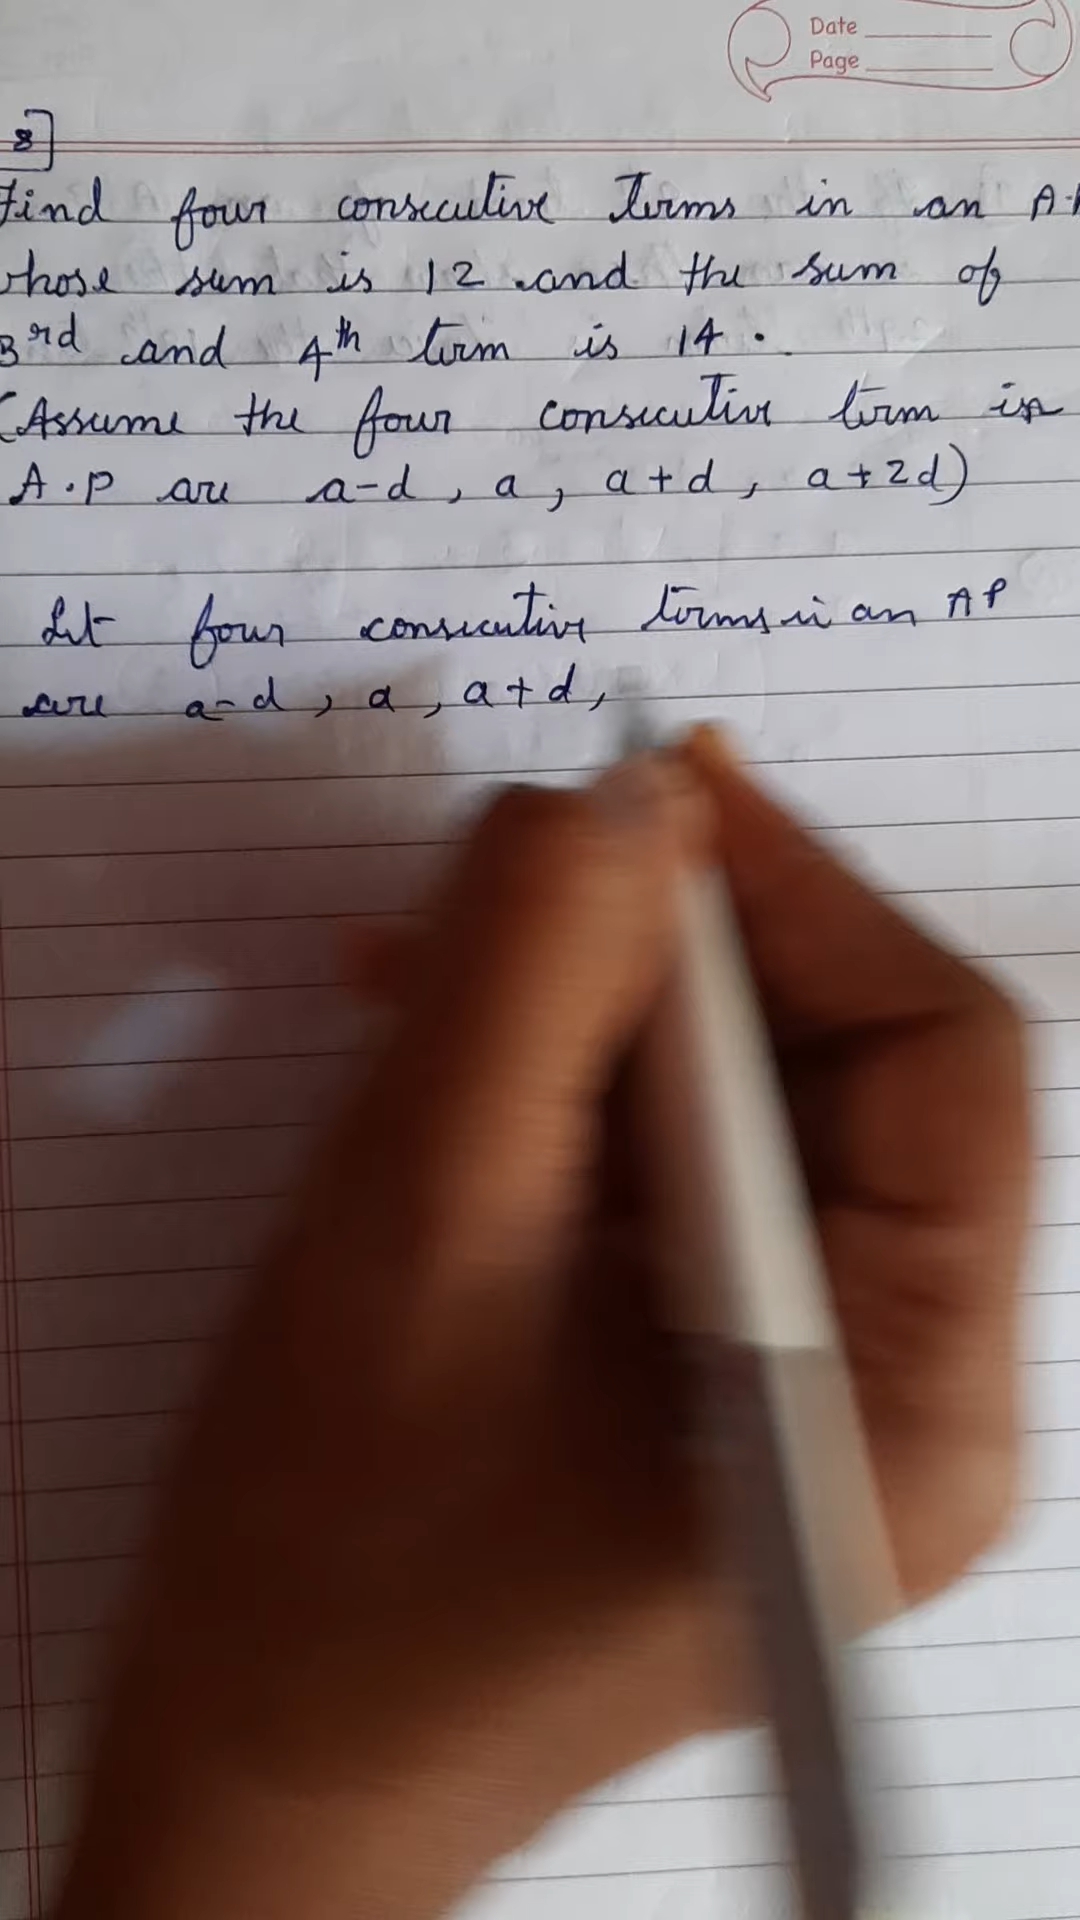 Date
Page
8]
Find four consecutive terms in an A.P
whose sum is 12 and the sum of
3rd and 4th term is 14.
(Assume the four consecutive term in
A.P are a-d, a, a+d, a+2d)
Let four consecutive terms in an AP
are a-d, a, a+d,